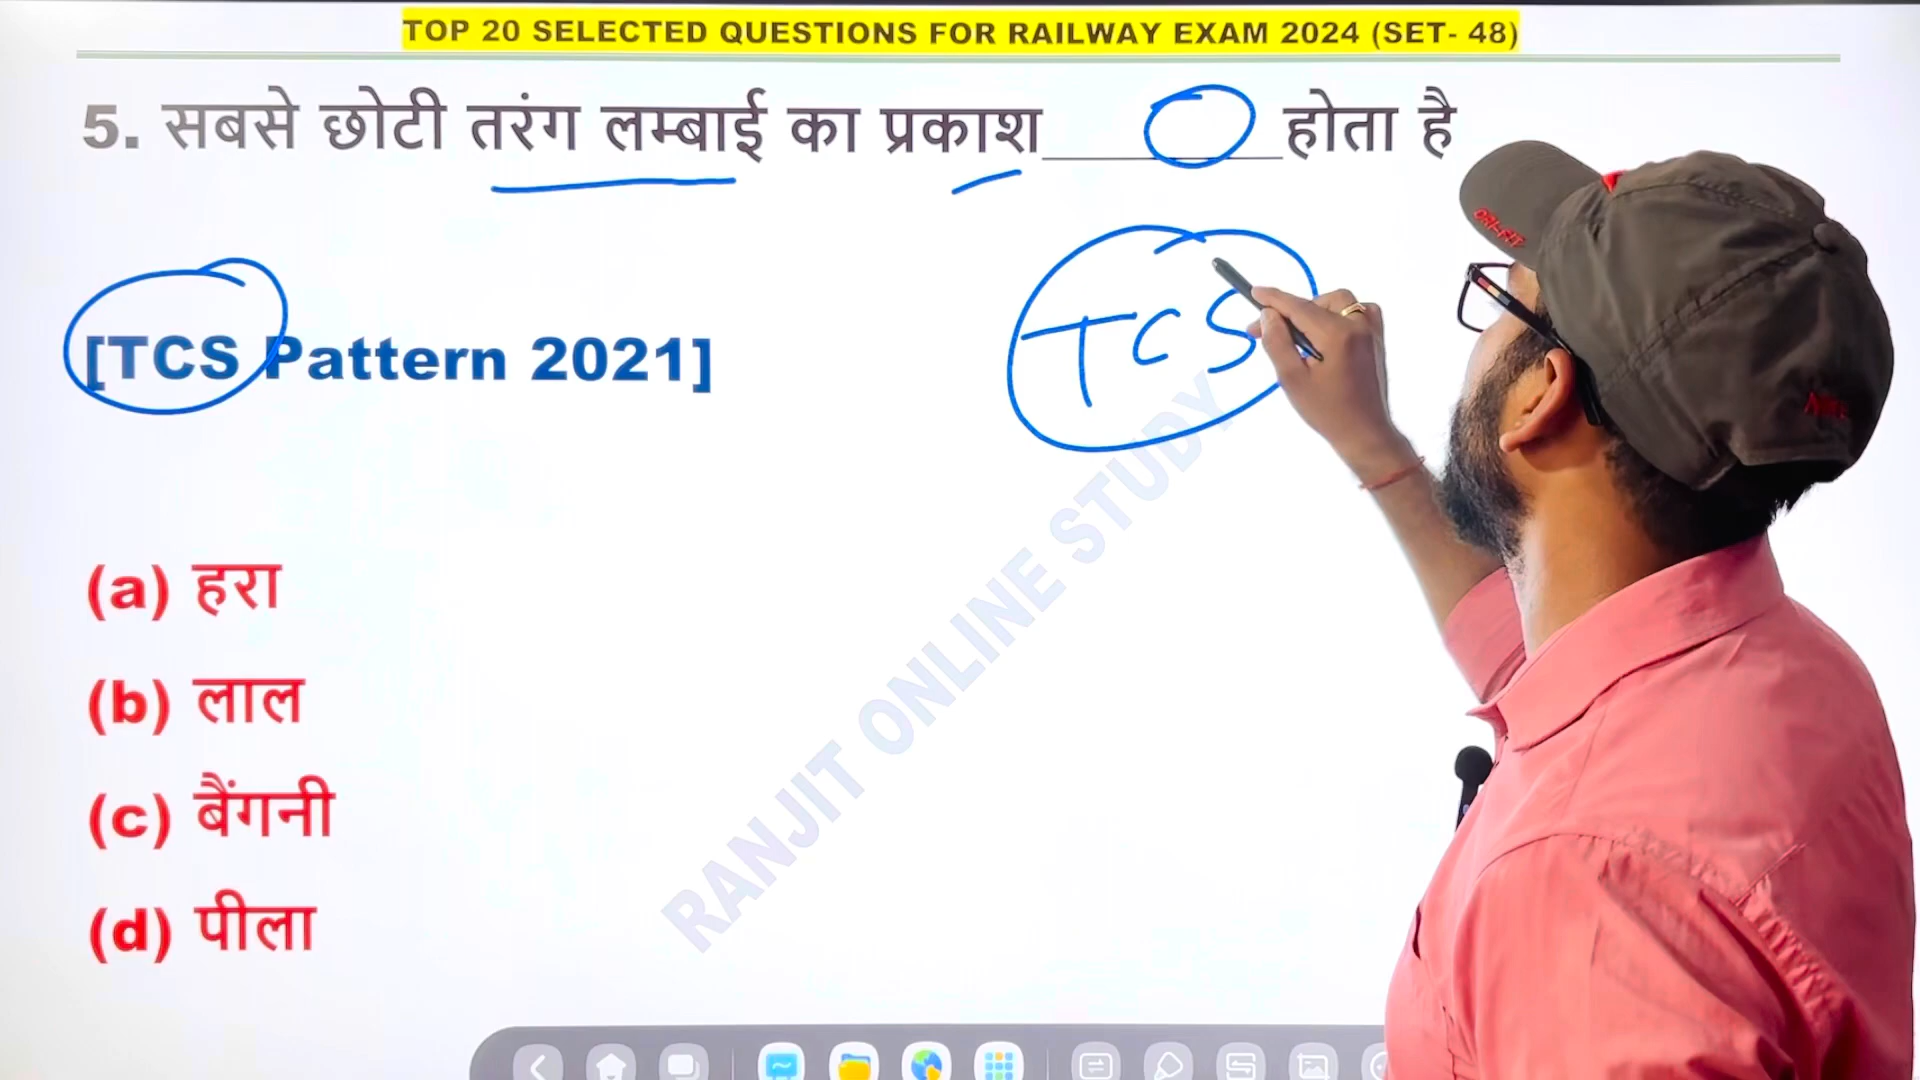 TOP 20 SELECTED QUESTIONS FOR RAILWAY EXAM 2024 (SET- 48)
5. सबसे छोटी तरंग लम्बाई का प्रकाश________होता है
[TCS Pattern 2021]
TCS
(a) हरा
(b) लाल
(c) बैंगनी
(d) पीला
RANJIT ONLINE STUDY